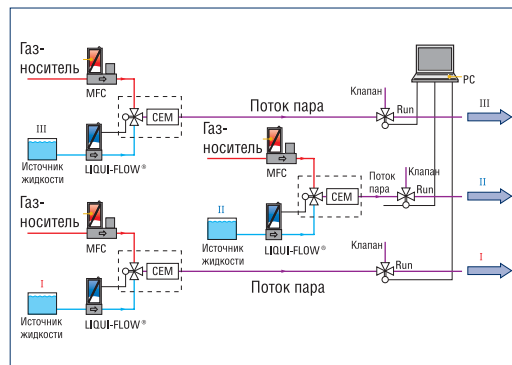 Газ-
носитель
MFC
III
Источник
жидкости
LIQUI-FLOW®
CEM
Поток пара
Клапан
Run
PC
III
Газ-
носитель
MFC
II
Источник
жидкости
LIQUI-FLOW®
CEM
Поток
пара
Клапан
Run
II
Газ-
носитель
MFC
I
Источник
жидкости
LIQUI-FLOW®
CEM
Поток пара
Клапан
Run
I